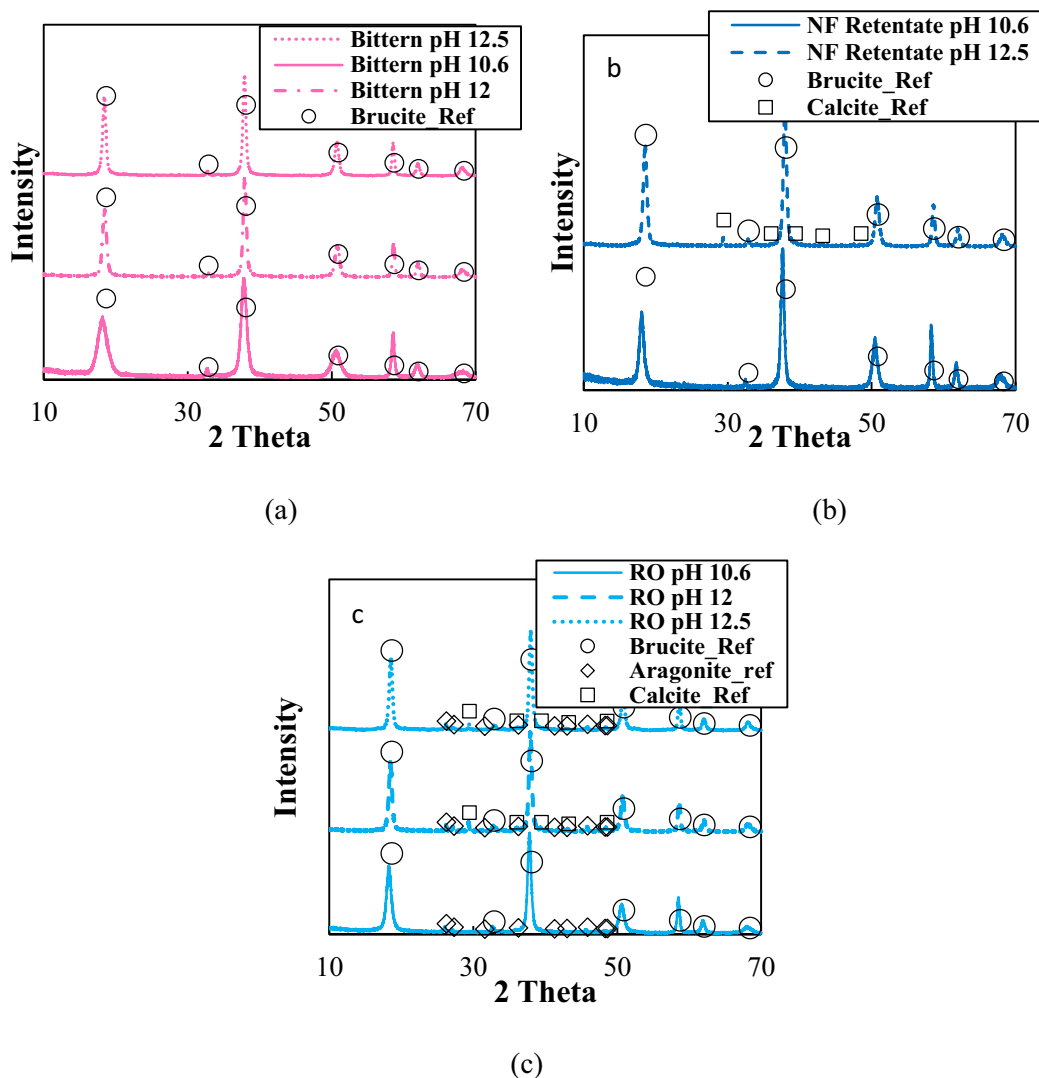 a
Bittern pH 12.5
Bittern pH 10.6
Bittern pH 12
Brucite_Ref
Intensity
10 30 50 70
2 Theta
(a)
b
NF Retentate pH 10.6
NF Retentate pH 12.5
Brucite_Ref
Calcite_Ref
Intensity
10 30 50 70
2 Theta
(b)
c
RO pH 10.6
RO pH 12
RO pH 12.5
Brucite_Ref
Aragonite_ref
Calcite_Ref
Intensity
10 30 50 70
2 Theta
(c)